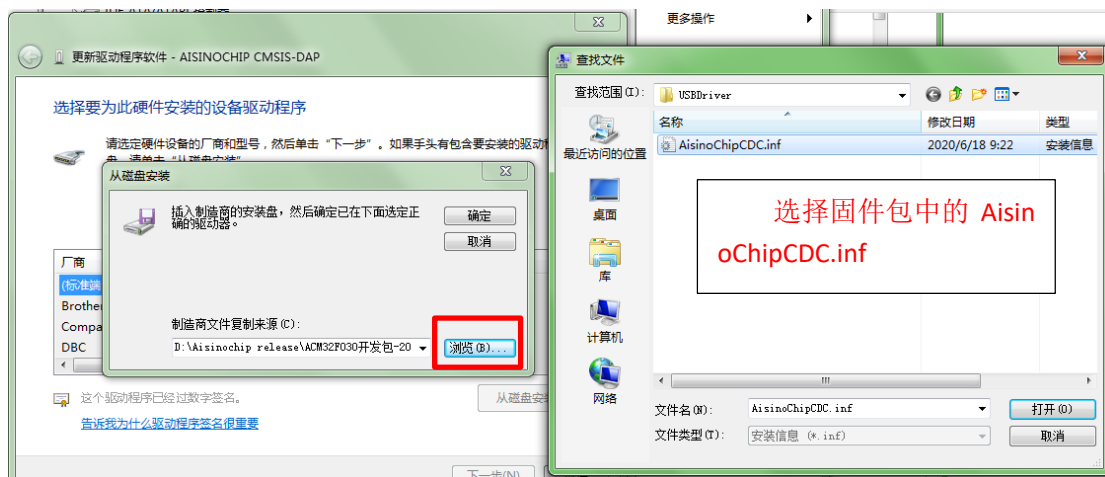 更多操作
更新驱动程序软件 - AISINOCHIP CMSIS-DAP
选择要为此硬件安装的设备驱动程序
请选定硬件设备的厂商和型号，然后单击“下一步”。如果手头有包含要安装的驱动
盘，请单击“从磁盘安装”
从磁盘安装
插入制造商的安装盘，然后确定已在下面选定正
确的驱动器。
确定
取消
厂商
(标准端
Brothe
Compa
DBC
制造商文件复制来源(C):
D:\Aisinochip release\ACM32F030开发包-20
浏览(B)...
这个驱动程序已经过数字签名。
告诉我为什么驱动程序签名很重要
从磁盘安装
下一步(N)
查找文件
查找范围(I):
USBDriver
名称
修改日期
类型
AisinoChipCDC.inf
2020/6/18 9:22
安装信息
最近访问的位置
桌面
库
计算机
网络
选择固件包中的 Aisin
oChipCDC.inf
文件名(N):
AisinoChipCDC.inf
打开(O)
文件类型(T):
安装信息 (*.inf)
取消